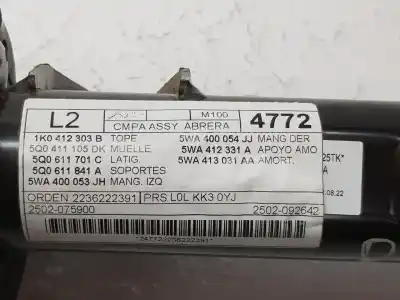 L2 M100 4772
CMPA ASSY. ABRERA
1K0 412 303 B TOPE 5WA 400 054 JJ MANG DER
5Q0 411 105 DK MUELLE 5WA 412 331 A APOYO AMO
5Q0 611 701 C LATIG. 5WA 413 031 AA AMORT.
5Q0 611 841 A SOPORTES
5WA 400 053 JH MANG. IZQ
ORDEN 2236222391 PRS L0L KK3 0YJ
2502-075900 2502-092642
25TK*
A
.08.22